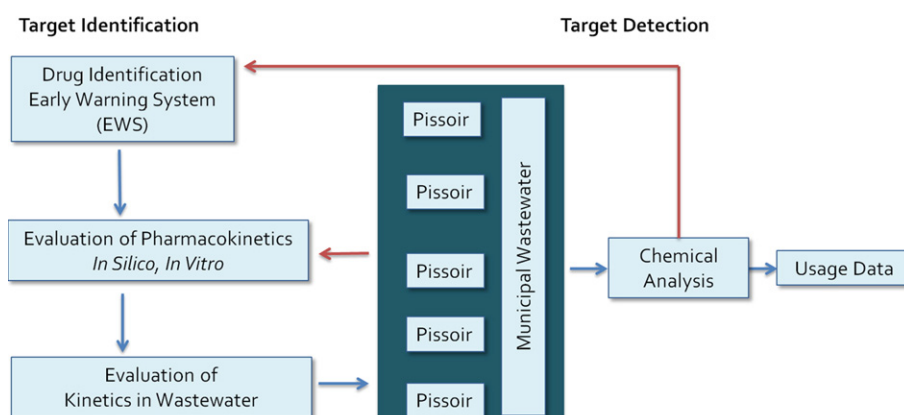 Target Identification
Target Detection
Drug Identification
Early Warning System
(EWS)
Evaluation of Pharmacokinetics
In Silico, In Vitro
Evaluation of
Kinetics in Wastewater
Pissoir
Pissoir
Pissoir
Pissoir
Pissoir
Municipal Wastewater
Chemical
Analysis
Usage Data